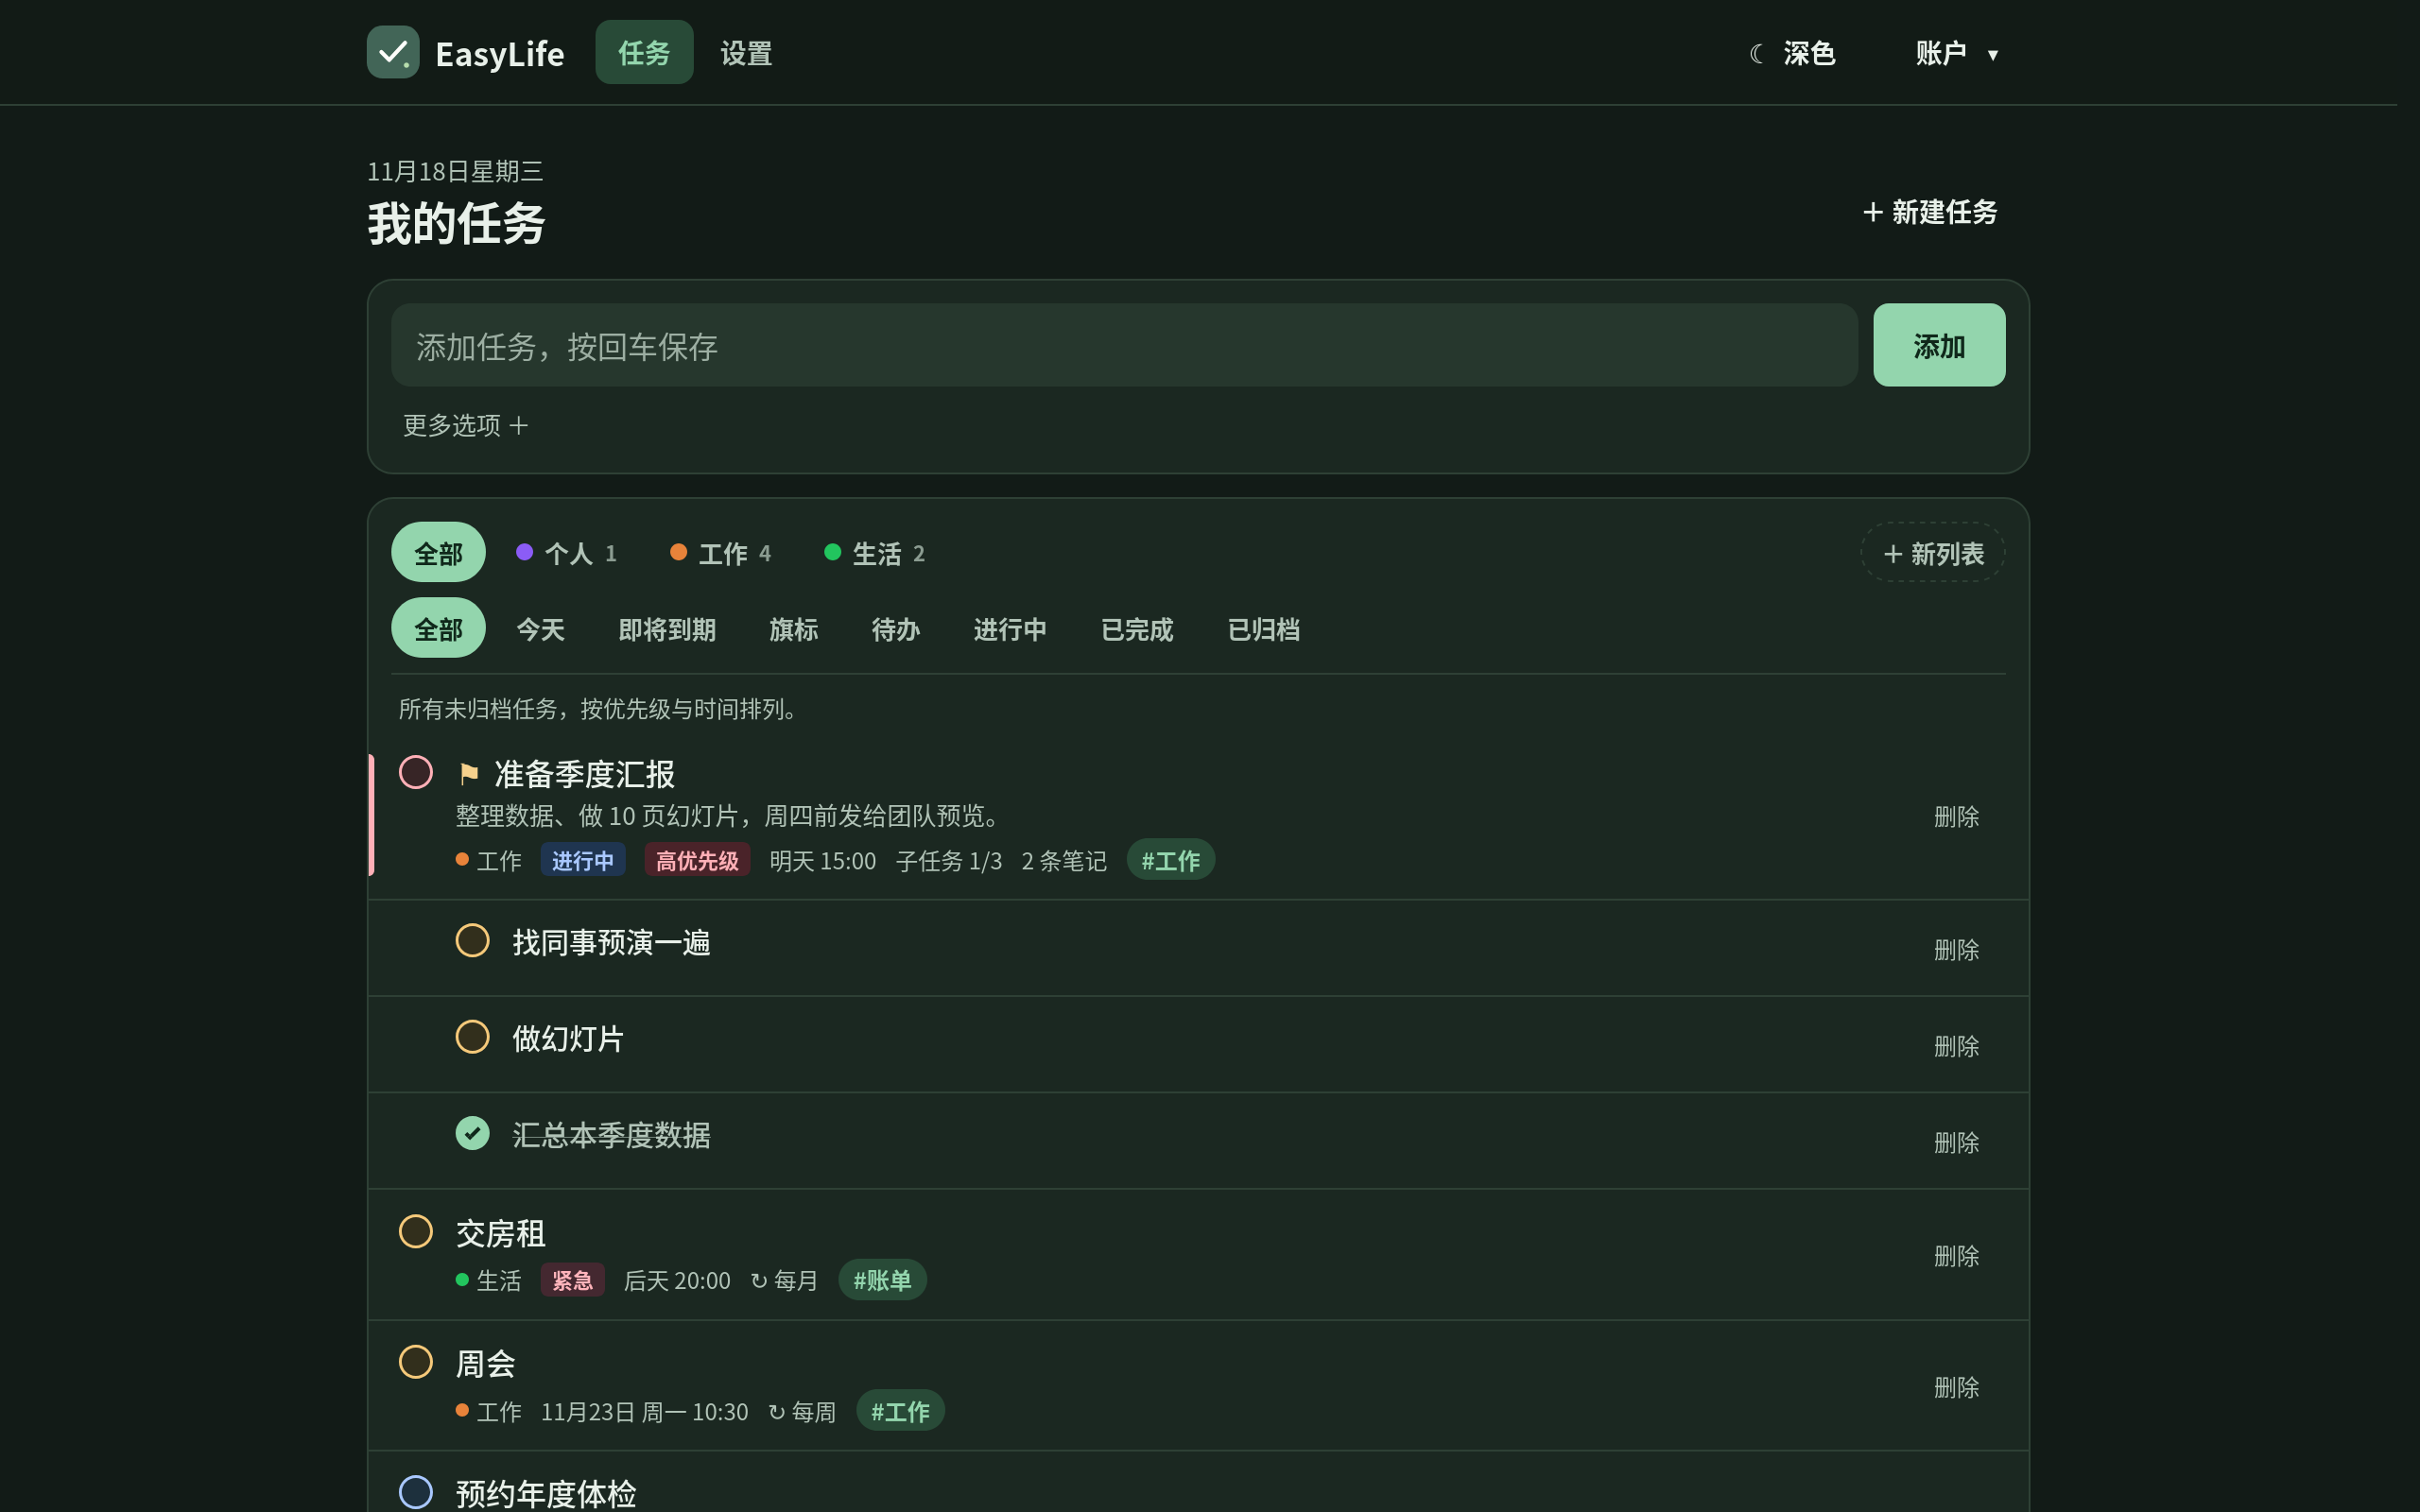 EasyLife 任务 设置 ☾ 深色 账户 ▾
11月18日星期三
我的任务
＋ 新建任务
添加任务，按回车保存
添加
更多选项 ＋
全部 个人 1 工作 4 生活 2 ＋ 新列表
全部 今天 即将到期 旗标 待办 进行中 已完成 已归档
所有未归档任务，按优先级与时间排列。
⚑ 准备季度汇报
整理数据、做 10 页幻灯片，周四前发给团队预览。
工作 进行中 高优先级 明天 15:00 子任务 1/3 2 条笔记 #工作
删除
找同事预演一遍
删除
做幻灯片
删除
汇总本季度数据
删除
交房租
生活 紧急 后天 20:00 ↻ 每月 #账单
删除
周会
工作 11月23日 周一 10:30 ↻ 每周 #工作
删除
预约年度体检